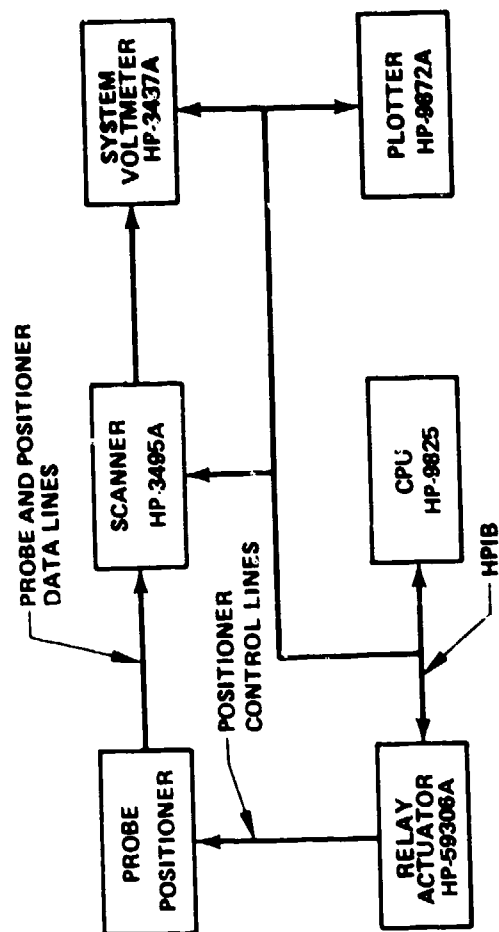 PROBE AND POSITIONER
DATA LINES
PROBE
POSITIONER
SCANNER
HP-3495A
SYSTEM
VOLTMETER
HP-3437A
POSITIONER
CONTROL LINES
RELAY
ACTUATOR
HP-59306A
CPU
HP-9825
PLOTTER
HP-9872A
HPIB